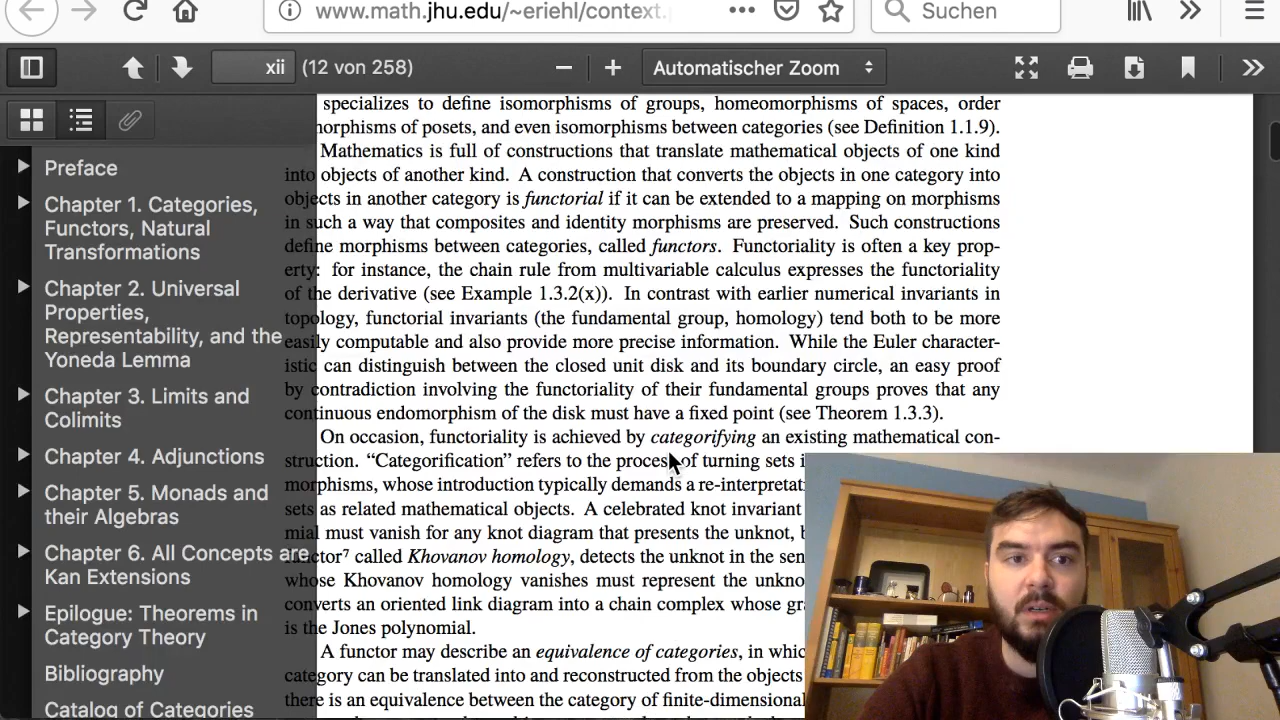 www.math.jhu.edu/~eriehl/context.
Suchen
xii (12 von 258)
Automatischer Zoom
Preface
Chapter 1. Categories,
Functors, Natural
Transformations
Chapter 2. Universal
Properties,
Representability, and the
Yoneda Lemma
Chapter 3. Limits and
Colimits
Chapter 4. Adjunctions
Chapter 5. Monads and
their Algebras
Chapter 6. All Concepts are
Kan Extensions
Epilogue: Theorems in
Category Theory
Bibliography
Catalog of Categories
specializes to define isomorphisms of groups, homeomorphisms of spaces, order
morphisms of posets, and even isomorphisms between categories (see Definition 1.1.9).
Mathematics is full of constructions that translate mathematical objects of one kind
into objects of another kind. A construction that converts the objects in one category into
objects in another category is functorial if it can be extended to a mapping on morphisms
in such a way that composites and identity morphisms are preserved. Such constructions
define morphisms between categories, called functors. Functoriality is often a key prop-
erty: for instance, the chain rule from multivariable calculus expresses the functoriality
of the derivative (see Example 1.3.2(x)). In contrast with earlier numerical invariants in
topology, functorial invariants (the fundamental group, homology) tend both to be more
easily computable and also provide more precise information. While the Euler character-
istic can distinguish between the closed unit disk and its boundary circle, an easy proof
by contradiction involving the functoriality of their fundamental groups proves that any
continuous endomorphism of the disk must have a fixed point (see Theorem 1.3.3).
On occasion, functoriality is achieved by categorifying an existing mathematical con-
struction. “Categorification” refers to the process of turning sets i
morphisms, whose introduction typically demands a re-interpretati
sets as related mathematical objects. A celebrated knot invariant
mial must vanish for any knot diagram that presents the unknot, b
functor⁷ called Khovanov homology, detects the unknot in the sen
whose Khovanov homology vanishes must represent the unkno
converts an oriented link diagram into a chain complex whose gra
is the Jones polynomial.
A functor may describe an equivalence of categories, in whic
category can be translated into and reconstructed from the objects
there is an equivalence between the category of finite-dimensional